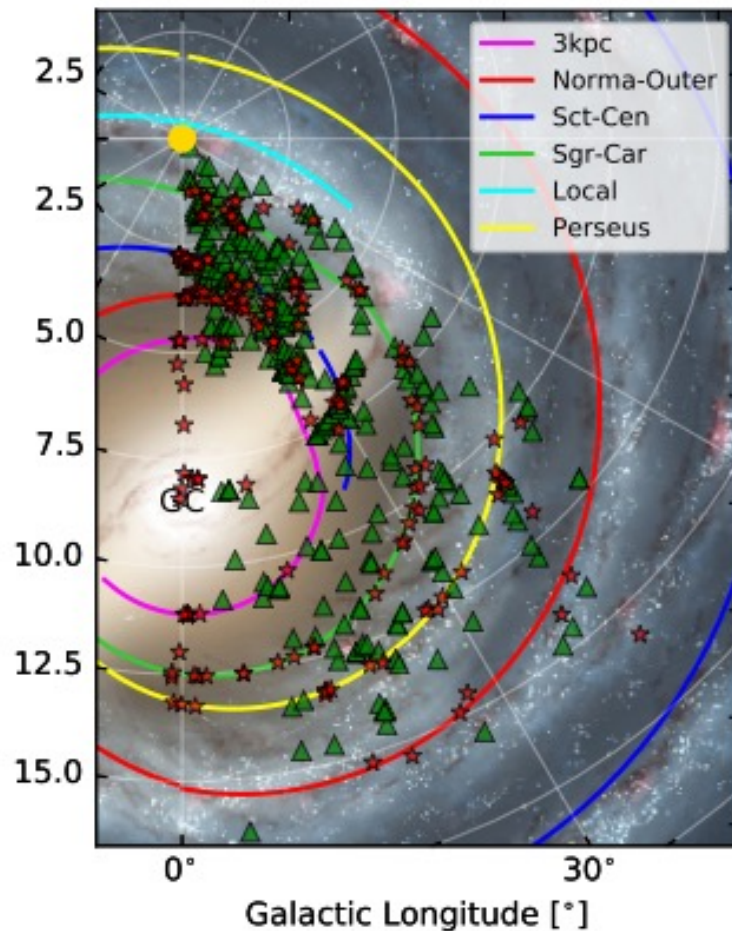 2.5
2.5
5.0
7.5
10.0
12.5
15.0
3kpc
Norma-Outer
Sct-Cen
Sgr-Car
Local
Perseus
GC
0°
30°
Galactic Longitude [°]